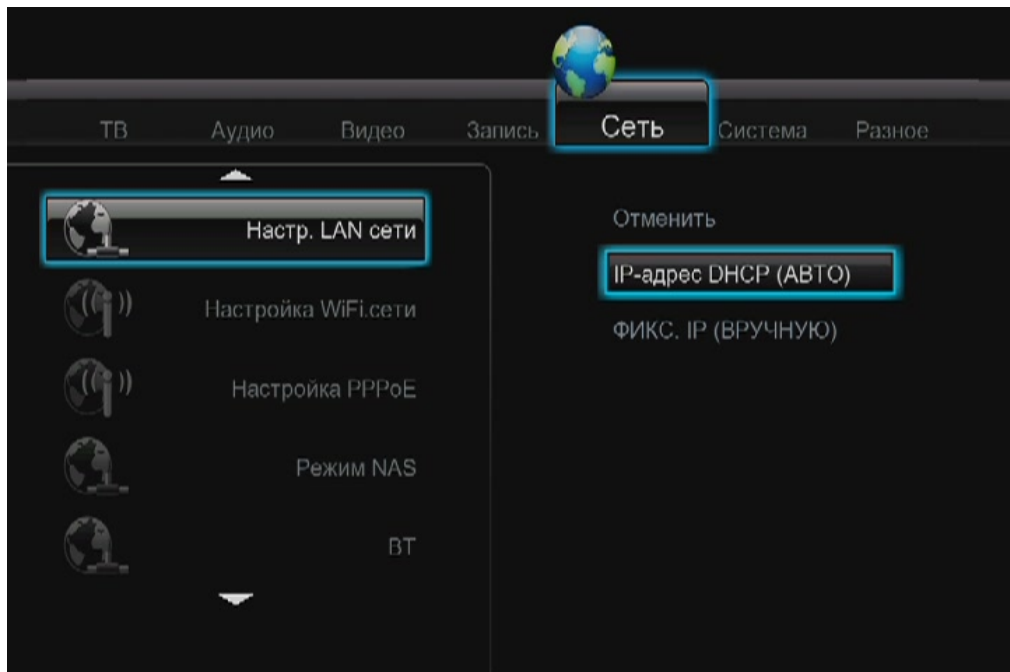 ТВ Аудио Видео Запись Сеть Система Разное
Настр. LAN сети
Настройка WiFi.сети
Настройка PPPoE
Режим NAS
BT
Отменить
IP-адрес DHCP (АВТО)
ФИКС. IP (ВРУЧНУЮ)